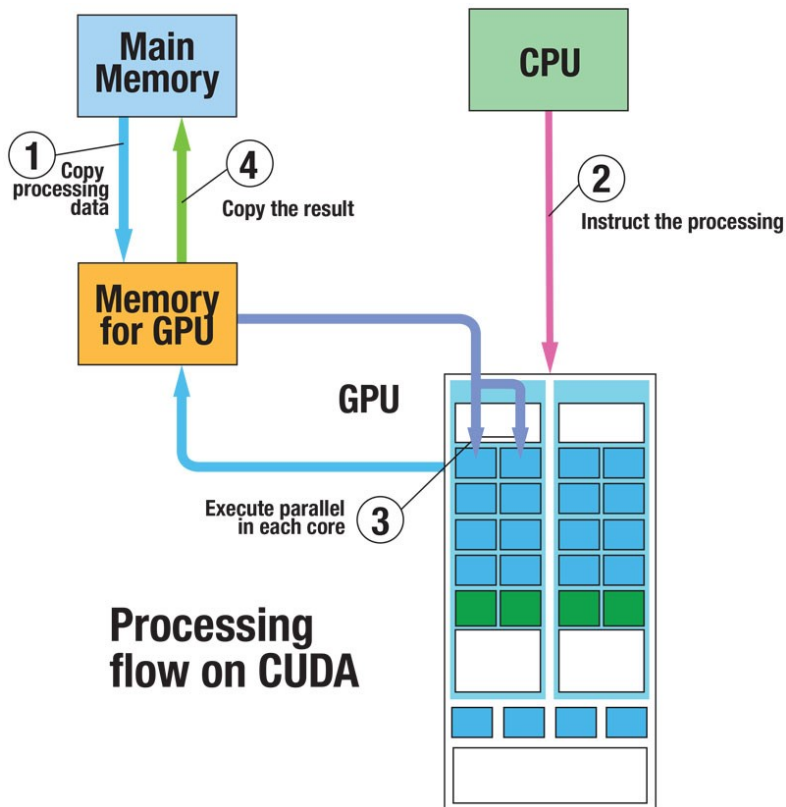 Main
Memory
CPU
1
Copy
processing
data
4
Copy the result
2
Instruct the processing
Memory
for GPU
GPU
Execute parallel
in each core
3
Processing
flow on CUDA